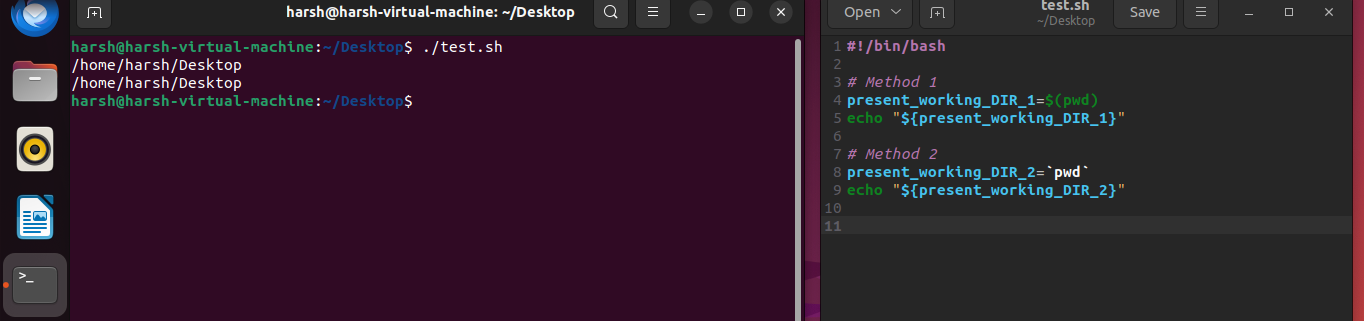 harsh@harsh-virtual-machine: ~/Desktop
harsh@harsh-virtual-machine:~/Desktop$ ./test.sh
/home/harsh/Desktop
/home/harsh/Desktop
harsh@harsh-virtual-machine:~/Desktop$
>_
Open
test.sh
~/Desktop
Save
1 #!/bin/bash
2
3 # Method 1
4 present_working_DIR_1=$(pwd)
5 echo "${present_working_DIR_1}"
6
7 # Method 2
8 present_working_DIR_2=`pwd`
9 echo "${present_working_DIR_2}"
10
11